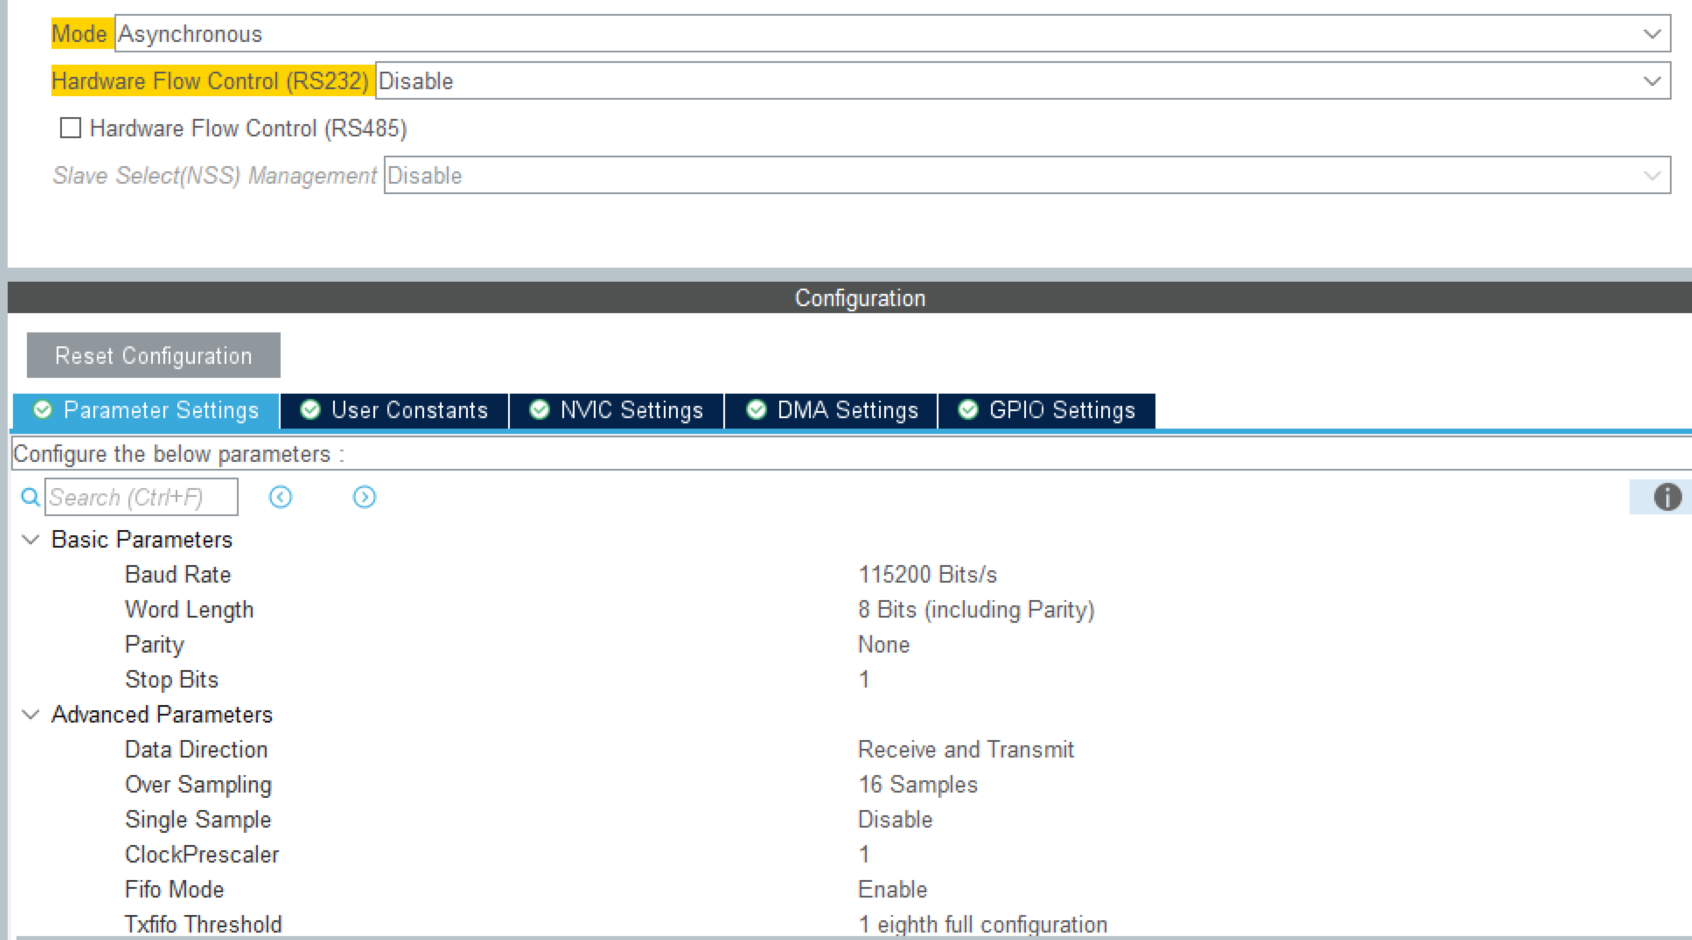 Mode Asynchronous
Hardware Flow Control (RS232) Disable
Hardware Flow Control (RS485)
Slave Select(NSS) Management Disable
Configuration
Reset Configuration
Parameter Settings User Constants NVIC Settings DMA Settings GPIO Settings
Configure the below parameters :
Search (Ctrl+F)
Basic Parameters
Baud Rate 115200 Bits/s
Word Length 8 Bits (including Parity)
Parity None
Stop Bits 1
Advanced Parameters
Data Direction Receive and Transmit
Over Sampling 16 Samples
Single Sample Disable
ClockPrescaler 1
Fifo Mode Enable
Txfifo Threshold 1 eighth full configuration